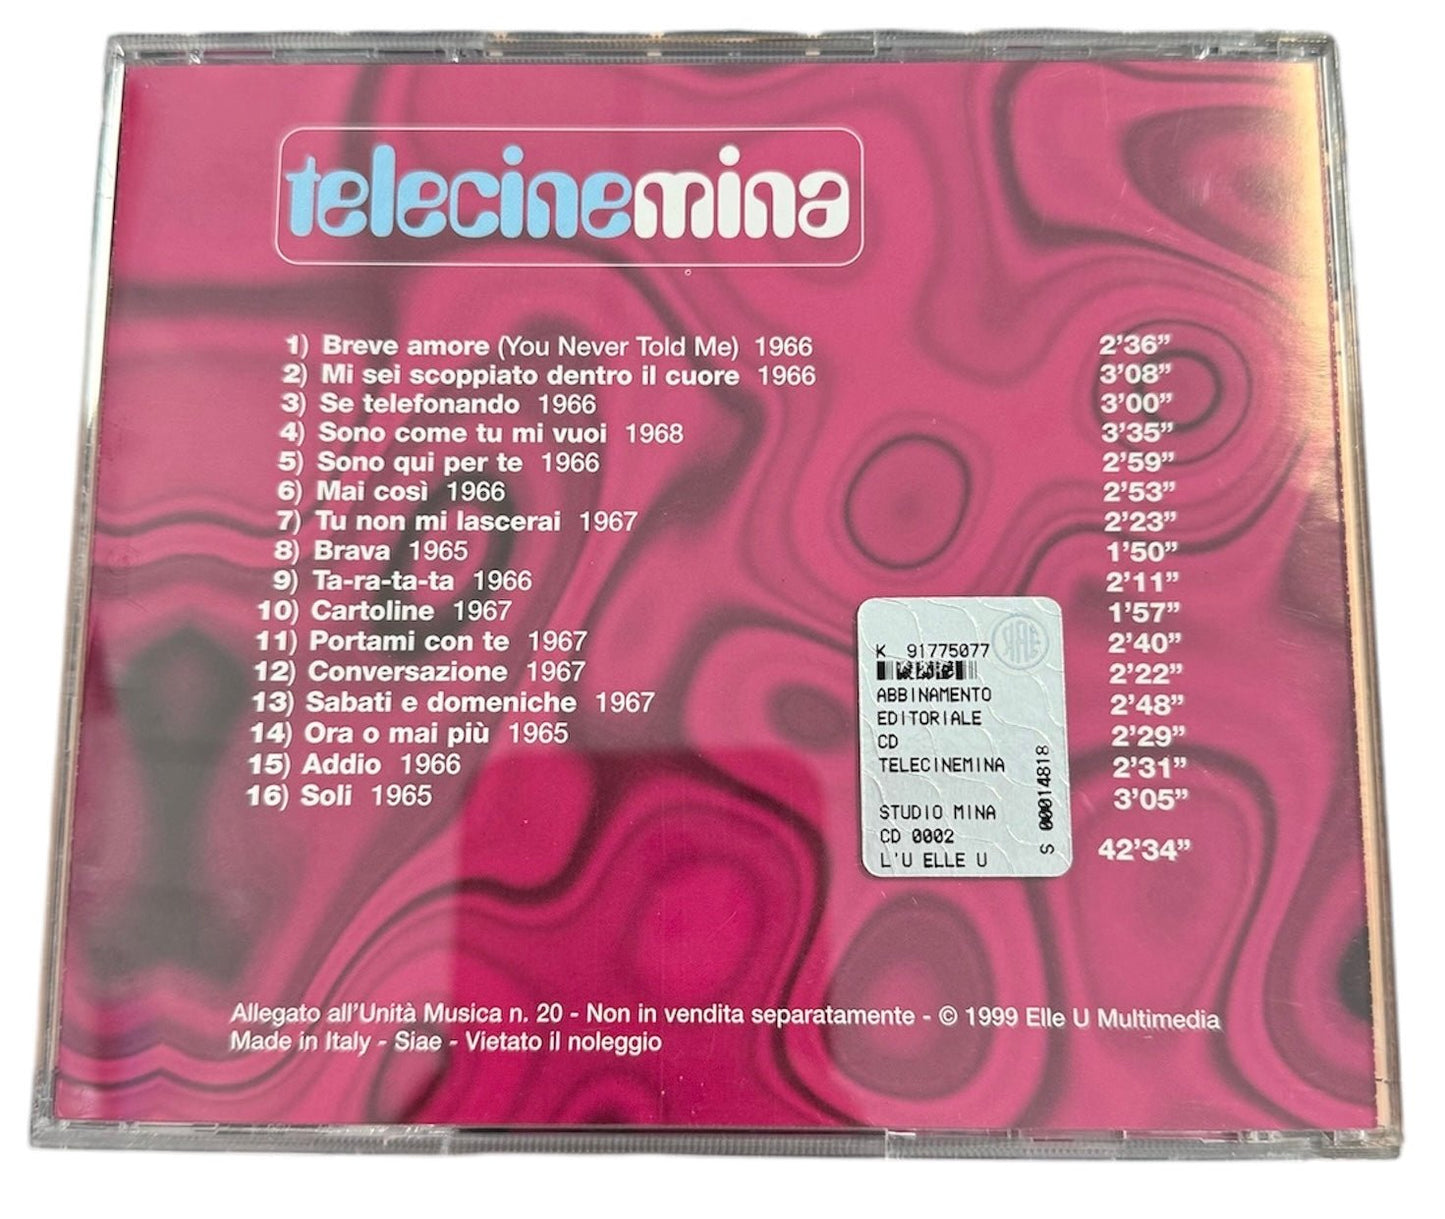 telecinemina
1) Breve amore (You Never Told Me) 1966 2'36”
2) Mi sei scoppiato dentro il cuore 1966 3'08”
3) Se telefonando 1966 3'00”
4) Sono come tu mi vuoi 1968 3'35”
5) Sono qui per te 1966 2'59”
6) Mai così 1966 2'53”
7) Tu non mi lascerai 1967 2'23”
8) Brava 1965 1'50”
9) Ta-ra-ta-ta 1966 2'11”
10) Cartoline 1967 1'57”
11) Portami con te 1967 2'40”
12) Conversazione 1967 2'22”
13) Sabati e domeniche 1967 2'48”
14) Ora o mai più 1965 2'29”
15) Addio 1966 2'31”
16) Soli 1965 3'05”
42'34”
K 91775077
ABBINAMENTO
EDITORIALE
CD
TELECINEMINA
STUDIO MINA
CD 0002
L'U ELLE U
S 00014818
Allegato all'Unità Musica n. 20 - Non in vendita separatamente - © 1999 Elle U Multimedia
Made in Italy - Siae - Vietato il noleggio